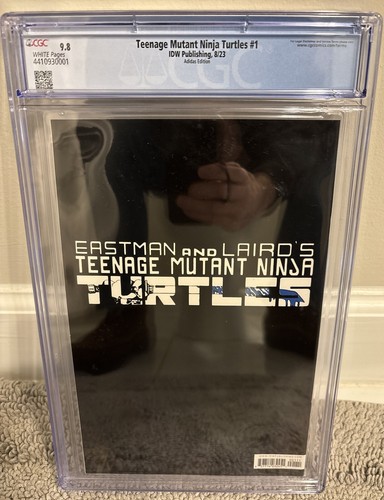 CGC
9.8
WHITE Pages
4410930001
Teenage Mutant Ninja Turtles #1
IDW Publishing, 8/23
Adidas Edition
EASTMAN AND LAIRD'S
TEENAGE MUTANT NINJA
TURTLES